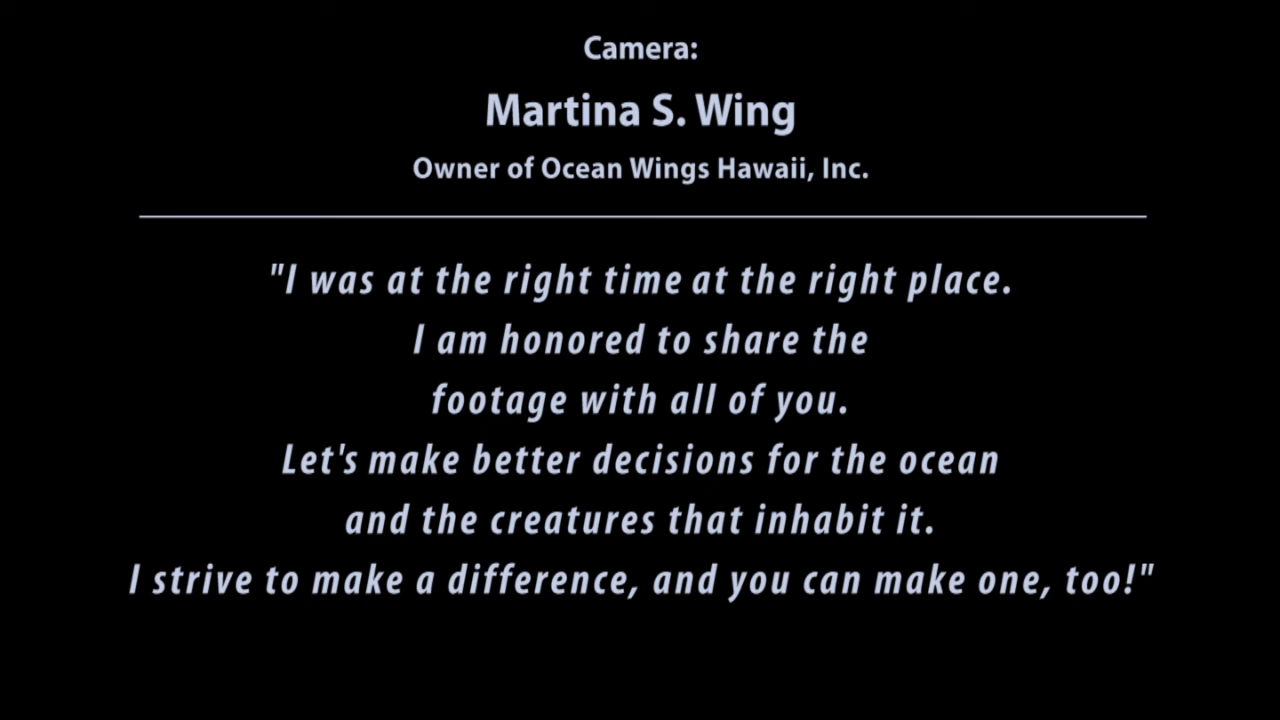 Camera:
Martina S. Wing
Owner of Ocean Wings Hawaii, Inc.
"I was at the right time at the right place.
I am honored to share the
footage with all of you.
Let's make better decisions for the ocean
and the creatures that inhabit it.
I strive to make a difference, and you can make one, too!"